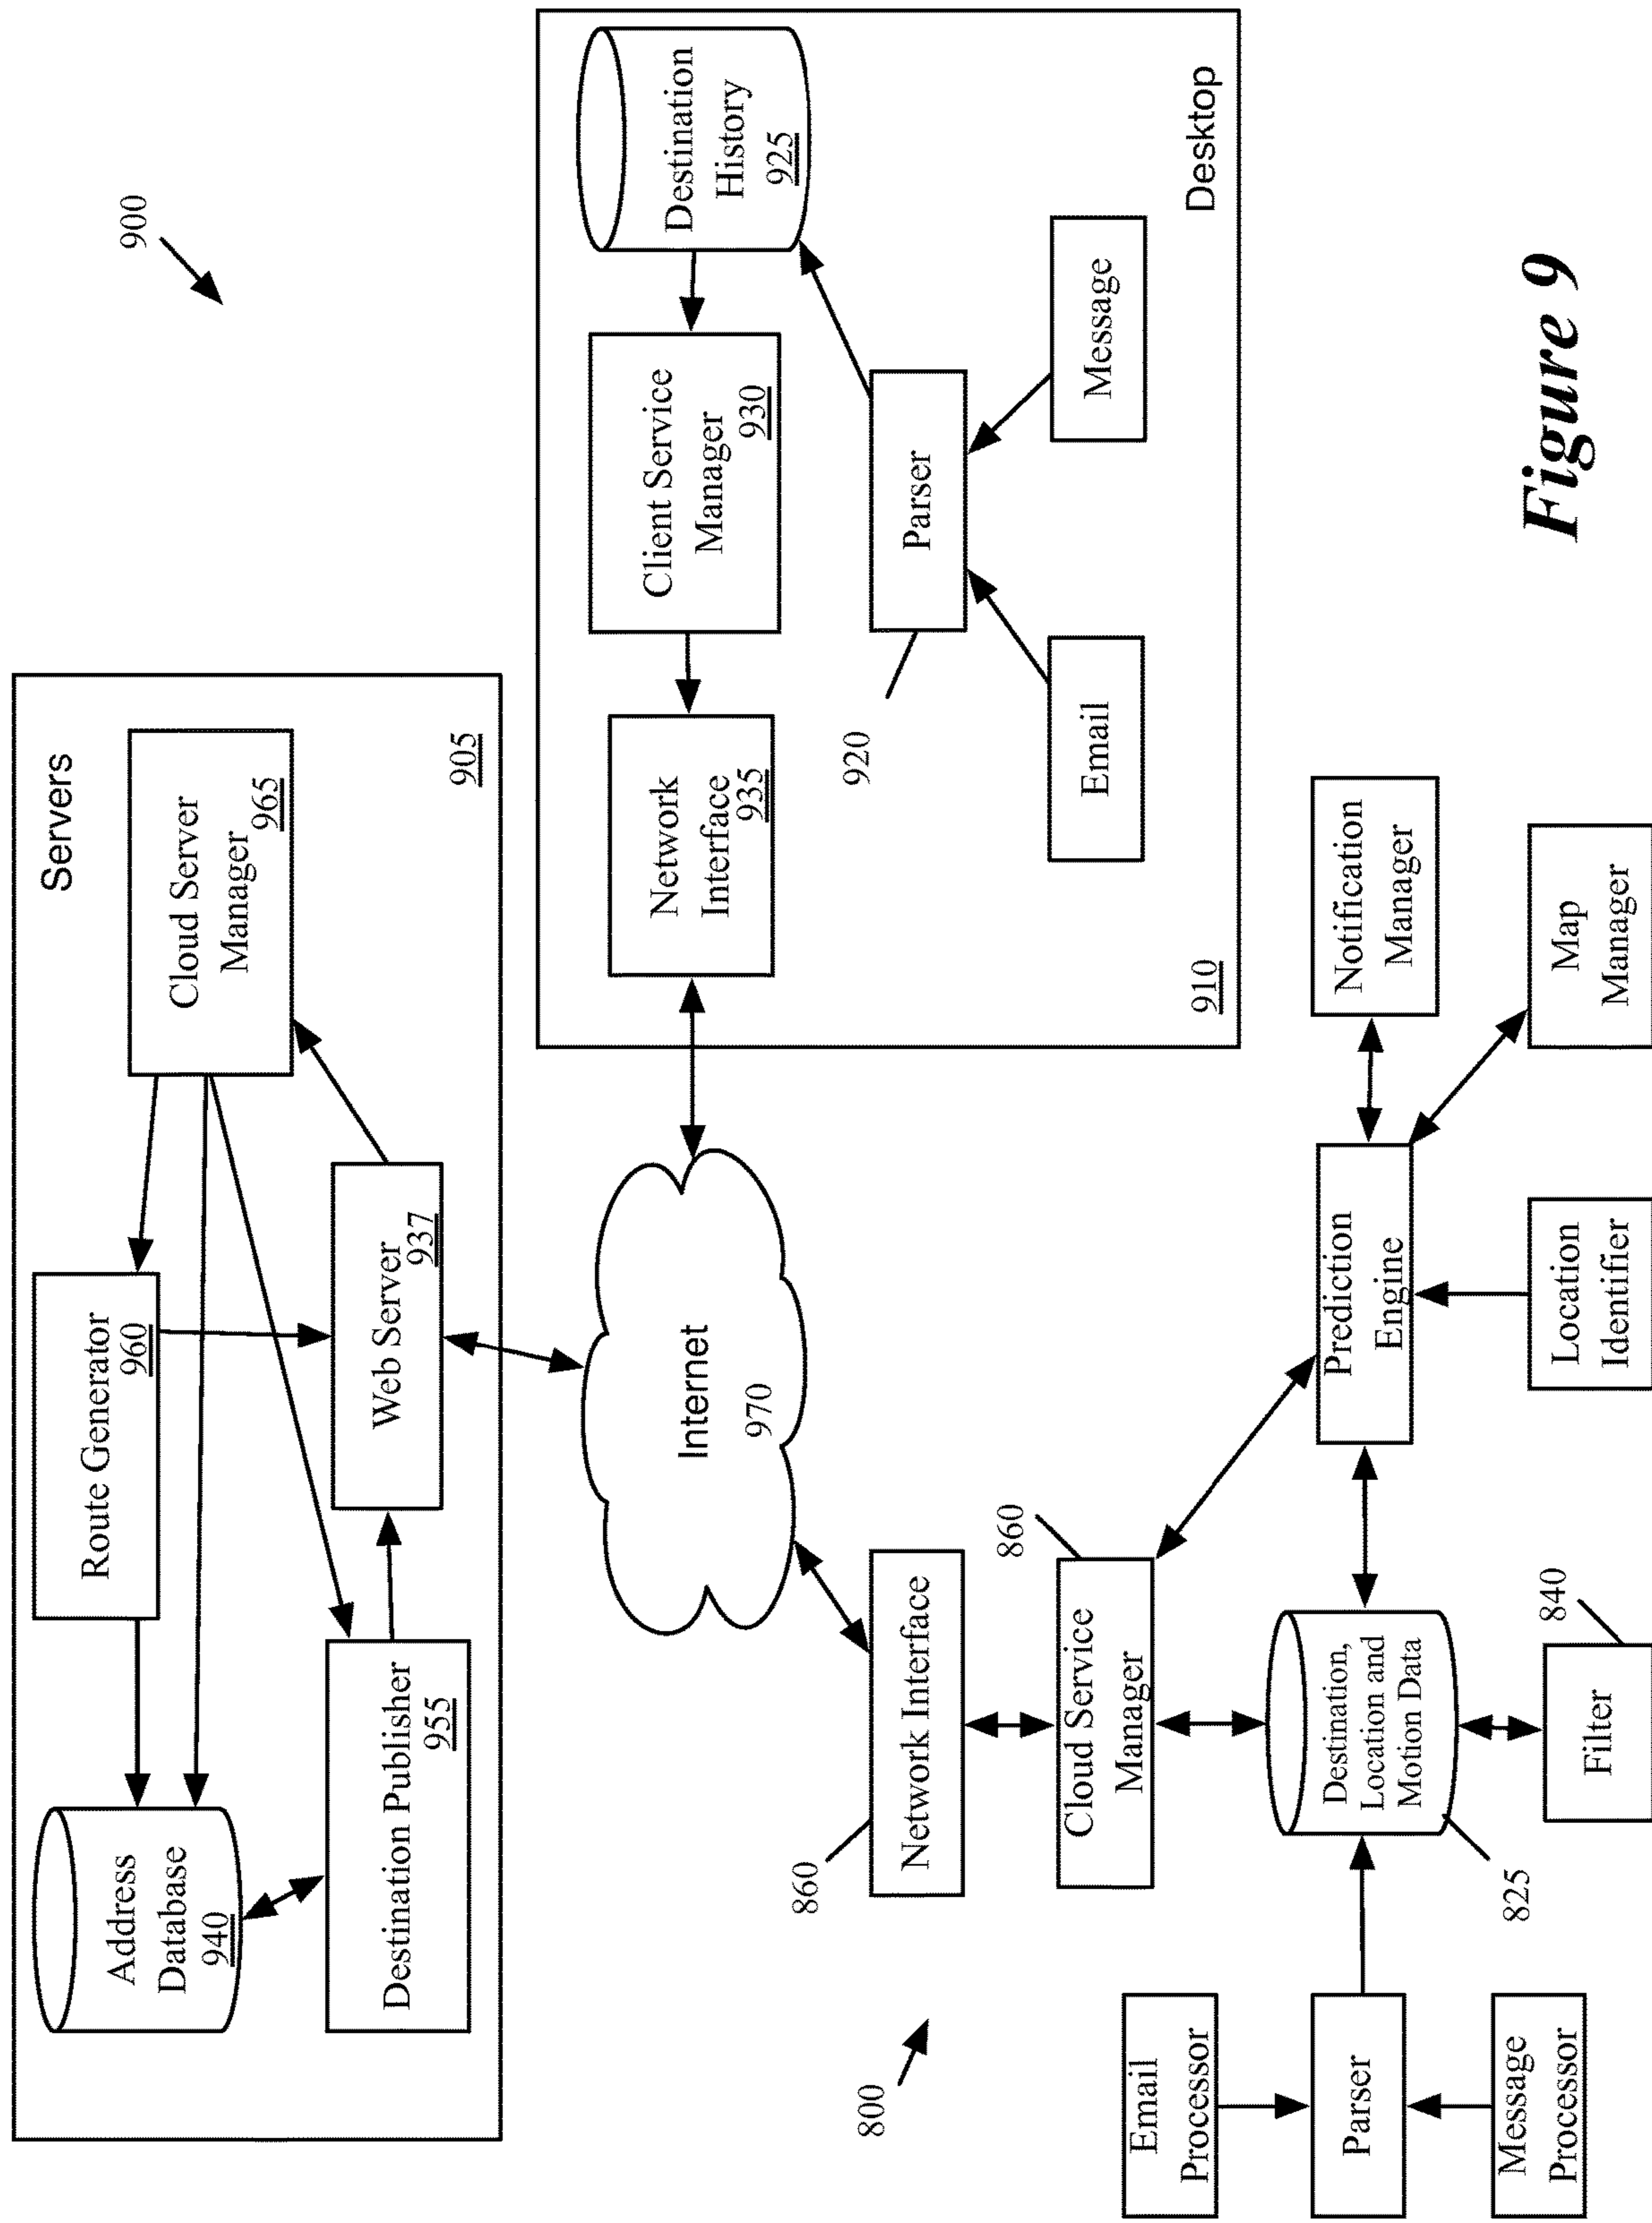 900
Servers
Address
Database
940
Route Generator
960
Cloud Server
Manager
965
Destination Publisher
955
Web Server
937
905
Internet
970
Network
Interface
935
Client Service
Manager
930
Destination
History
925
920
Parser
Email
Message
910
Desktop
800
860
Network Interface
860
Cloud Service
Manager
Email
Processor
Parser
Message
Processor
Destination,
Location and
Motion Data
825
Filter
840
Prediction
Engine
Location
Identifier
Notification
Manager
Map
Manager
Figure 9